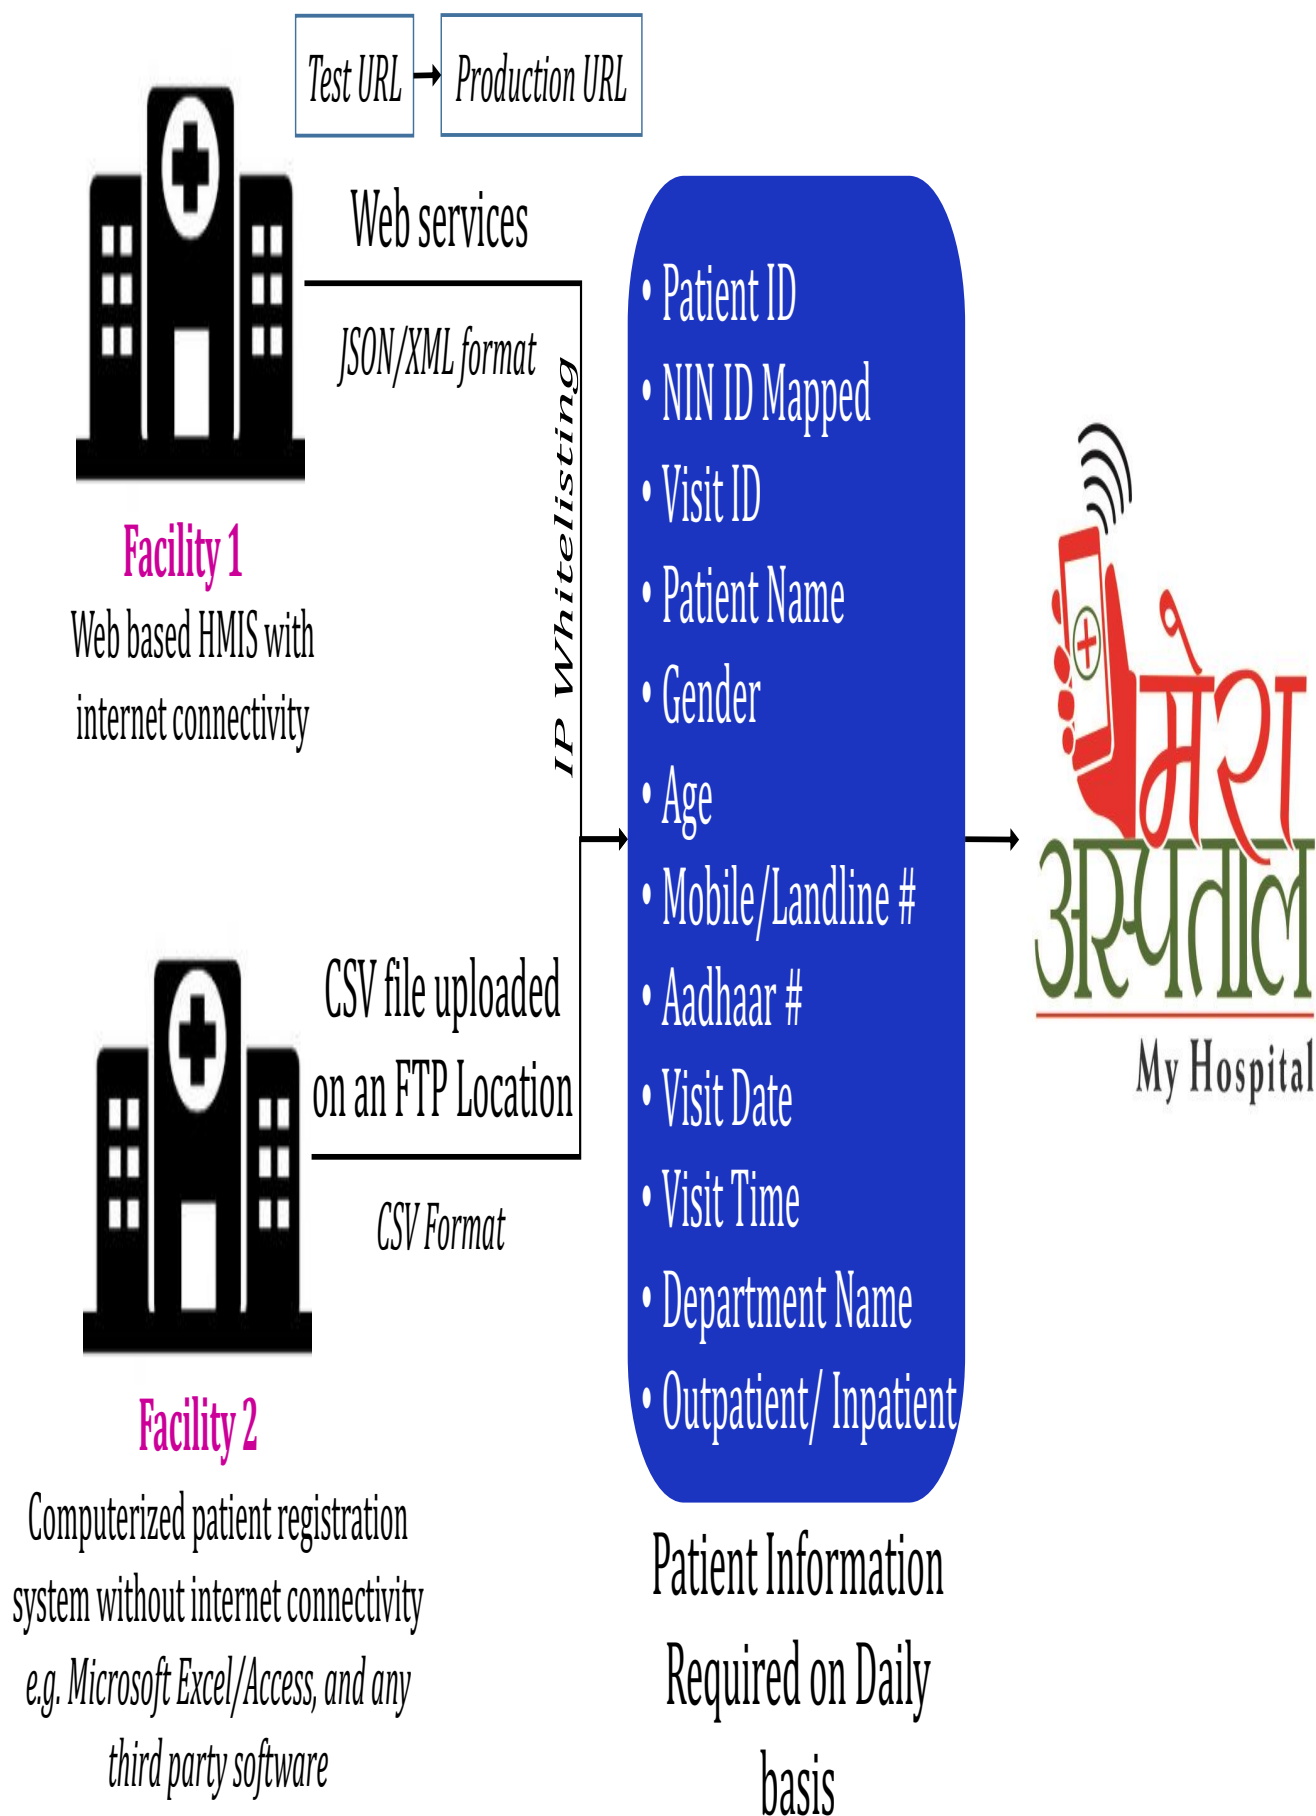 Test URL
Production URL
Web services
JSON/XML format
IP Whitelisting
Facility 1
Web based HMIS with
internet connectivity
CSV file uploaded
on an FTP Location
CSV Format
Facility 2
Computerized patient registration
system without internet connectivity
e.g. Microsoft Excel/Access, and any
third party software
• Patient ID
• NIN ID Mapped
• Visit ID
• Patient Name
• Gender
• Age
• Mobile/Landline #
• Aadhaar #
• Visit Date
• Visit Time
• Department Name
• Outpatient/ Inpatient
Patient Information
Required on Daily
basis
मेरा
अस्पताल
My Hospital